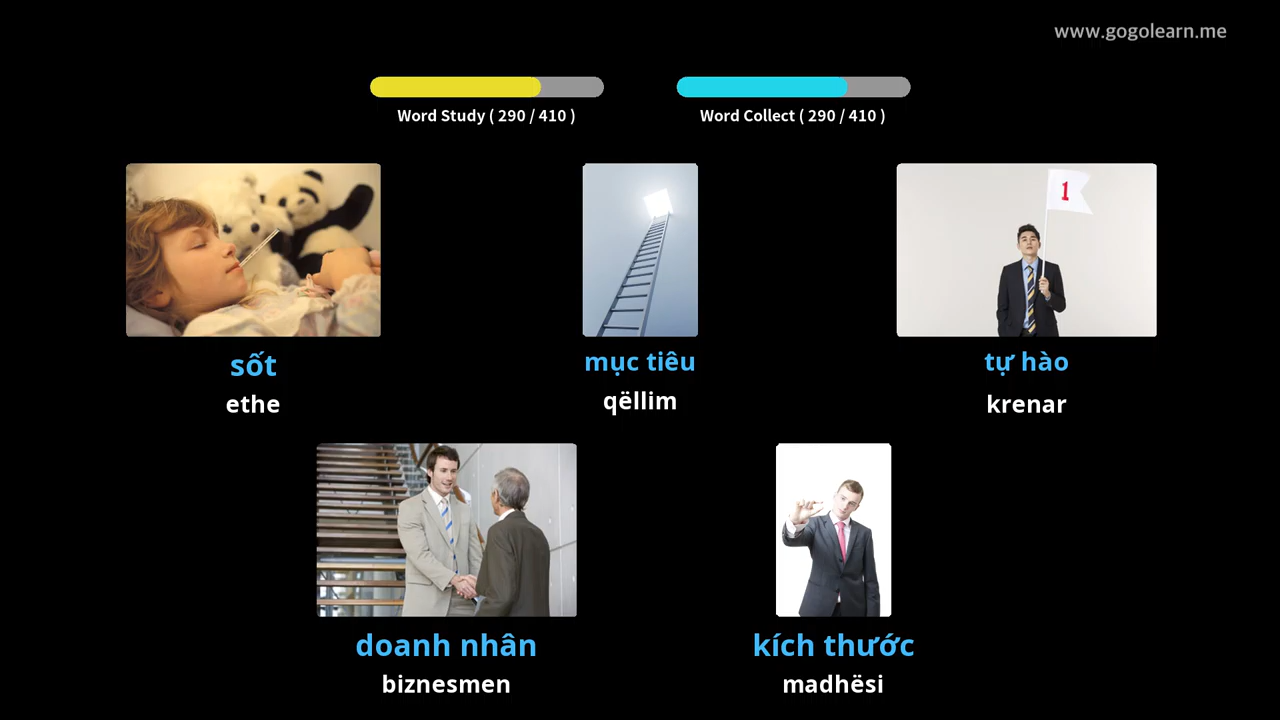 www.gogolearn.me
Word Study ( 290 / 410 )
Word Collect ( 290 / 410 )
1
sốt
ethe
mục tiêu
qëllim
tự hào
krenar
doanh nhân
biznesmen
kích thước
madhësi